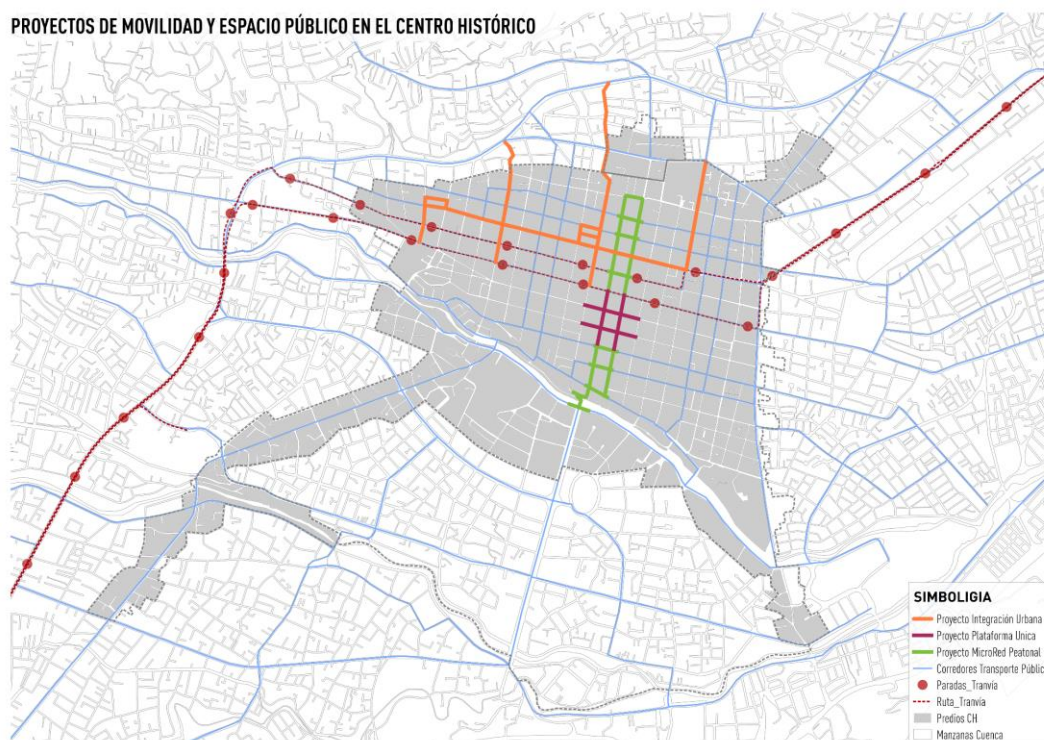 PROYECTOS DE MOVILIDAD Y ESPACIO PÚBLICO EN EL CENTRO HISTÓRICO
SIMBOLIGIA
Proyecto Integración Urbana
Proyecto Plataforma Unica
Proyecto MicroRed Peatonal
Corredores Transporte Públic
Paradas_Tranvía
Ruta_Tranvía
Predios CH
Manzanas Cuenca